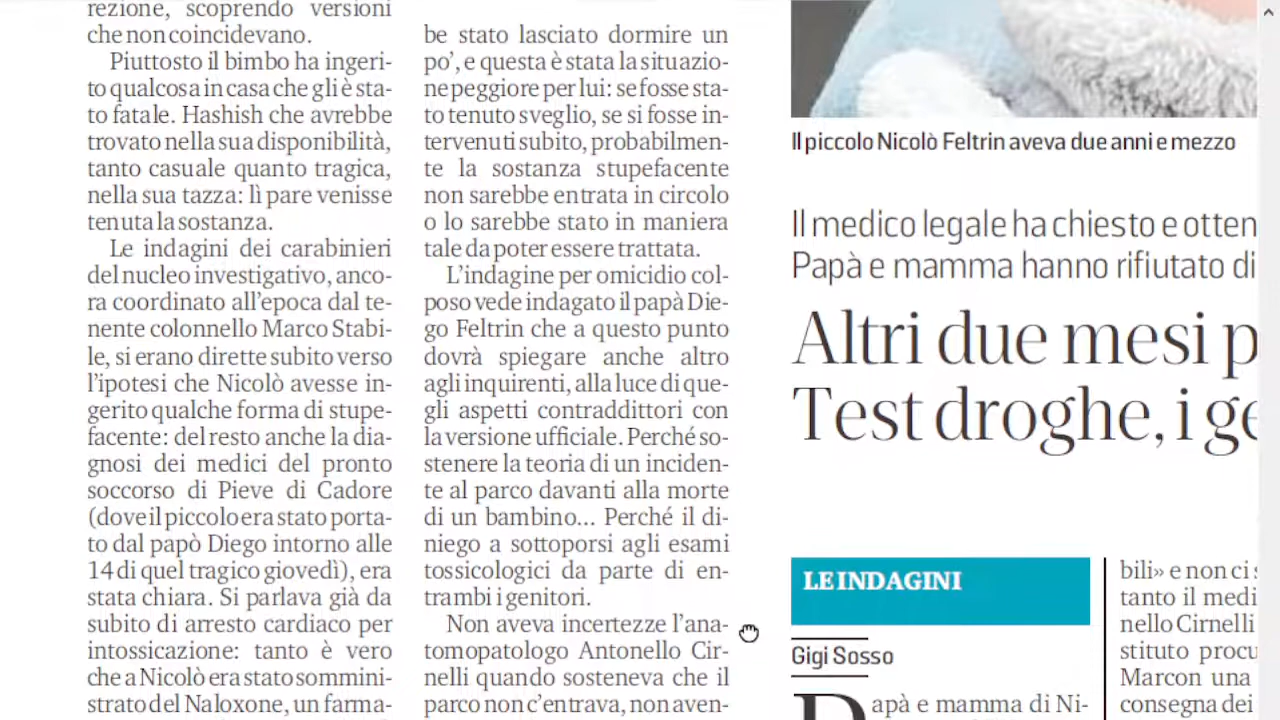 rezione, scoprendo versioni
che non coincidevano.
Piuttosto il bimbo ha ingeri-
to qualcosa in casa che gli è sta-
to fatale. Hashish che avrebbe
trovato nella sua disponibilità,
tanto casuale quanto tragica,
nella sua tazza: lì pare venisse
tenuta la sostanza.
Le indagini dei carabinieri
del nucleo investigativo, anco-
ra coordinato all'epoca dal te-
nente colonnello Marco Stabi-
le, si erano dirette subito verso
l'ipotesi che Nicolò avesse in-
gerito qualche forma di stupe-
facente: del resto anche la dia-
gnosi dei medici del pronto
soccorso di Pieve di Cadore
(dove il piccolo era stato porta-
to dal papò Diego intorno alle
14 di quel tragico giovedì), era
stata chiara. Si parlava già da
subito di arresto cardiaco per
intossicazione: tanto è vero
che a Nicolò era stato sommini-
strato del Naloxone, un farma-
be stato lasciato dormire un
po', e questa è stata la situazio-
ne peggiore per lui: se fosse sta-
to tenuto sveglio, se si fosse in-
tervenuti subito, probabilmen-
te la sostanza stupefacente
non sarebbe entrata in circolo
o lo sarebbe stato in maniera
tale da poter essere trattata.
L'indagine per omicidio col-
poso vede indagato il papà Die-
go Feltrin che a questo punto
dovrà spiegare anche altro
agli inquirenti, alla luce di que-
gli aspetti contraddittori con
la versione ufficiale. Perché so-
stenere la teoria di un inciden-
te al parco davanti alla morte
di un bambino... Perché il di-
niego a sottoporsi agli esami
tossicologici da parte di en-
trambi i genitori.
Non aveva incertezze l'ana-
tomopatologo Antonello Cir-
nelli quando sosteneva che il
parco non c'entrava, non aven-
Il piccolo Nicolò Feltrin aveva due anni e mezzo
Il medico legale ha chiesto e otten
Papà e mamma hanno rifiutato di
Altri due mesi p
Test droghe, i ge
LE INDAGINI
Gigi Sosso
Papà e mamma di Ni-
bili» e non ci s
tanto il medi
nello Cirnelli
stituto procu
Marcon una
consegna dei